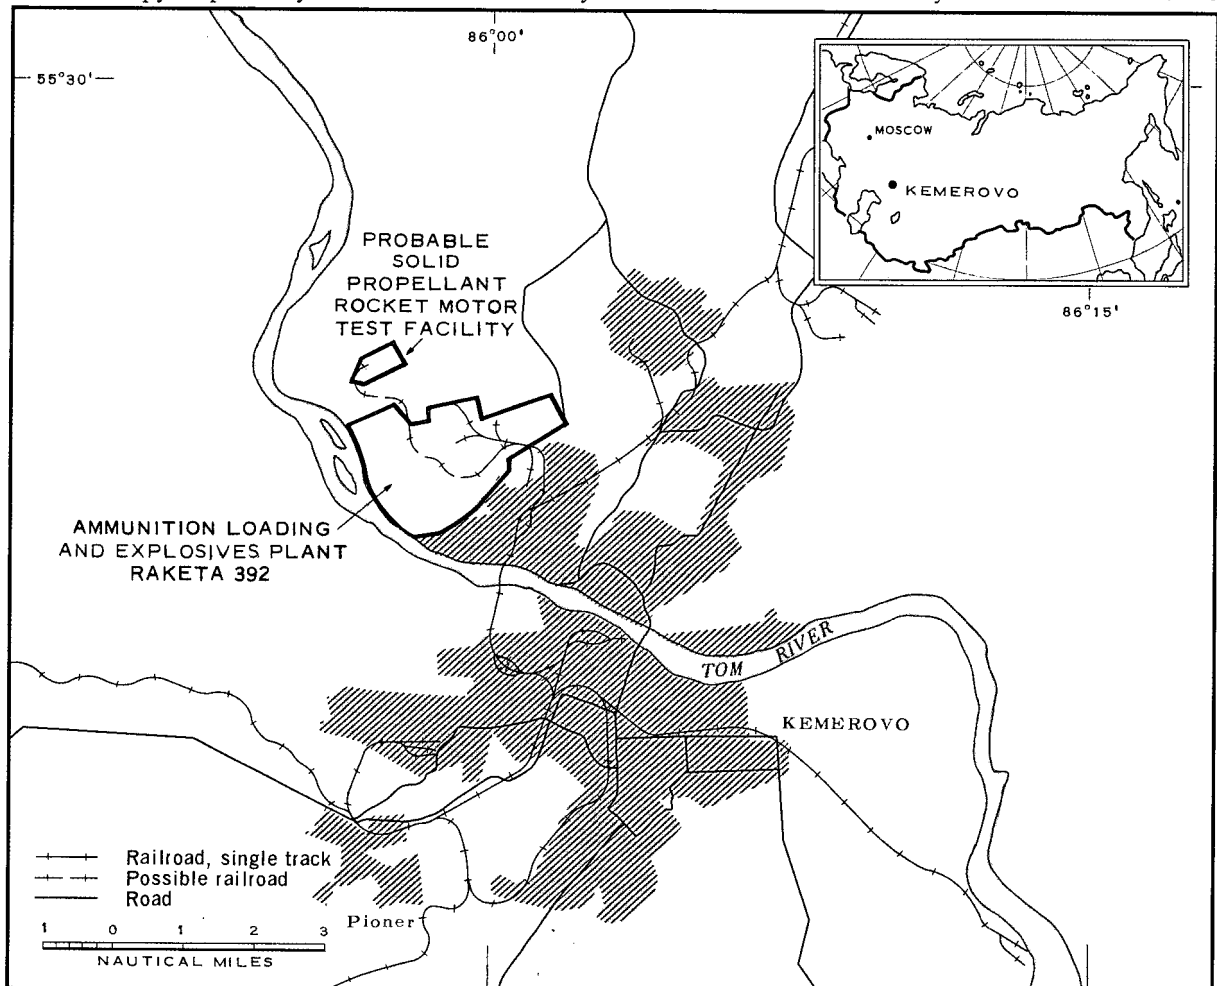 86°00'
55°30'
MOSCOW
KEMEROVO
86°15'
PROBABLE
SOLID
PROPELLANT
ROCKET MOTOR
TEST FACILITY
AMMUNITION LOADING
AND EXPLOSIVES PLANT
RAKETA 392
TOM RIVER
KEMEROVO
Railroad, single track
Possible railroad
Road
Pioner
1 0 1 2 3
NAUTICAL MILES